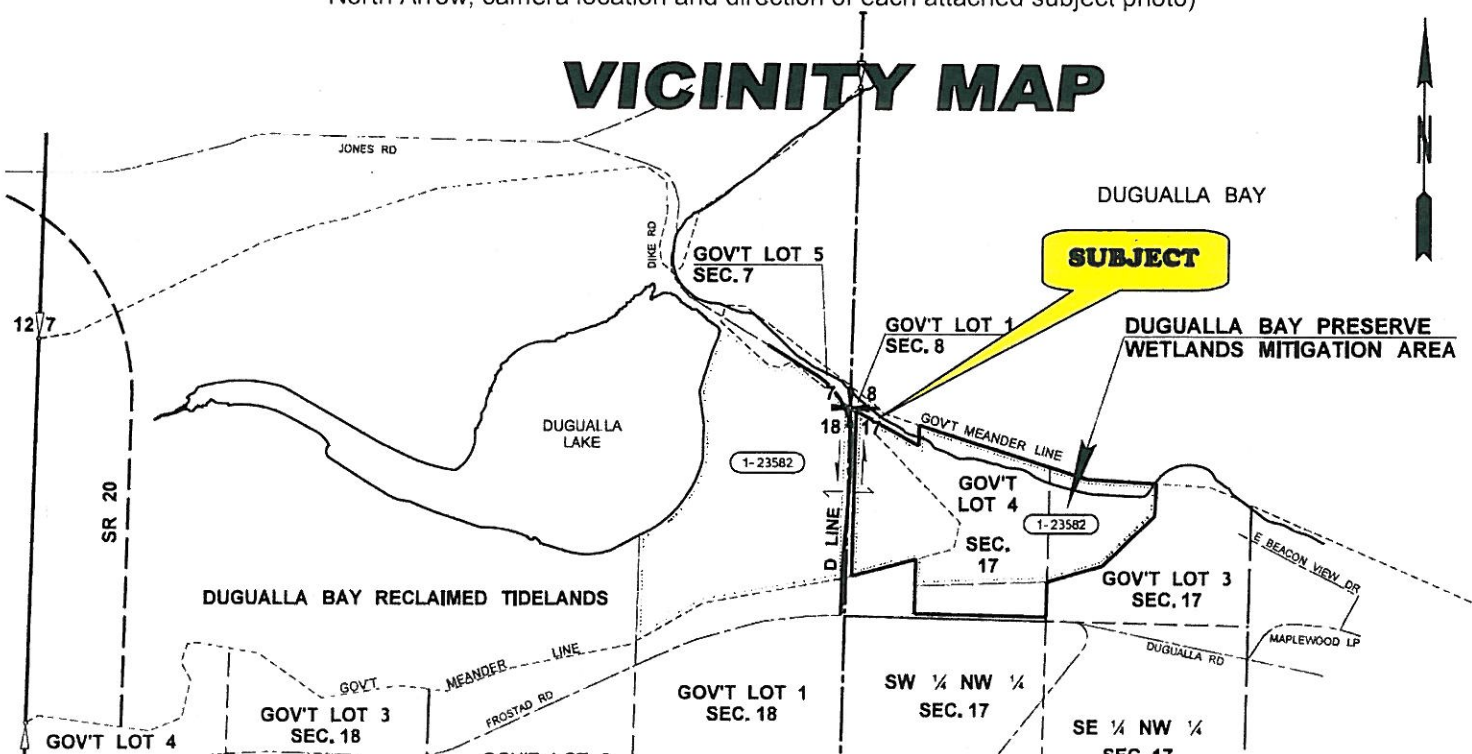 North Arrow, camera location and direction of each attached subject photo)
VICINITY MAP
N
JONES RD
DUGUALLA BAY
DIKE RD
GOV'T LOT 5
SEC. 7
SUBJECT
12 7
GOV'T LOT 1
SEC. 8
DUGUALLA BAY PRESERVE
WETLANDS MITIGATION AREA
7 8
18 17
GOV'T MEANDER LINE
DUGUALLA
LAKE
1-23582
GOV'T
LOT 4
1-23582
SEC.
17
SR 20
D LINE
E BEACON VIEW DR
GOV'T LOT 3
SEC. 17
DUGUALLA BAY RECLAIMED TIDELANDS
MAPLEWOOD LP
DUGUALLA RD
GOV'T MEANDER LINE
FROSTAD RD
GOV'T LOT 1
SEC. 18
SW ¼ NW ¼
SEC. 17
GOV'T LOT 3
SEC. 18
SE ¼ NW ¼
SEC. 17
GOV'T LOT 4